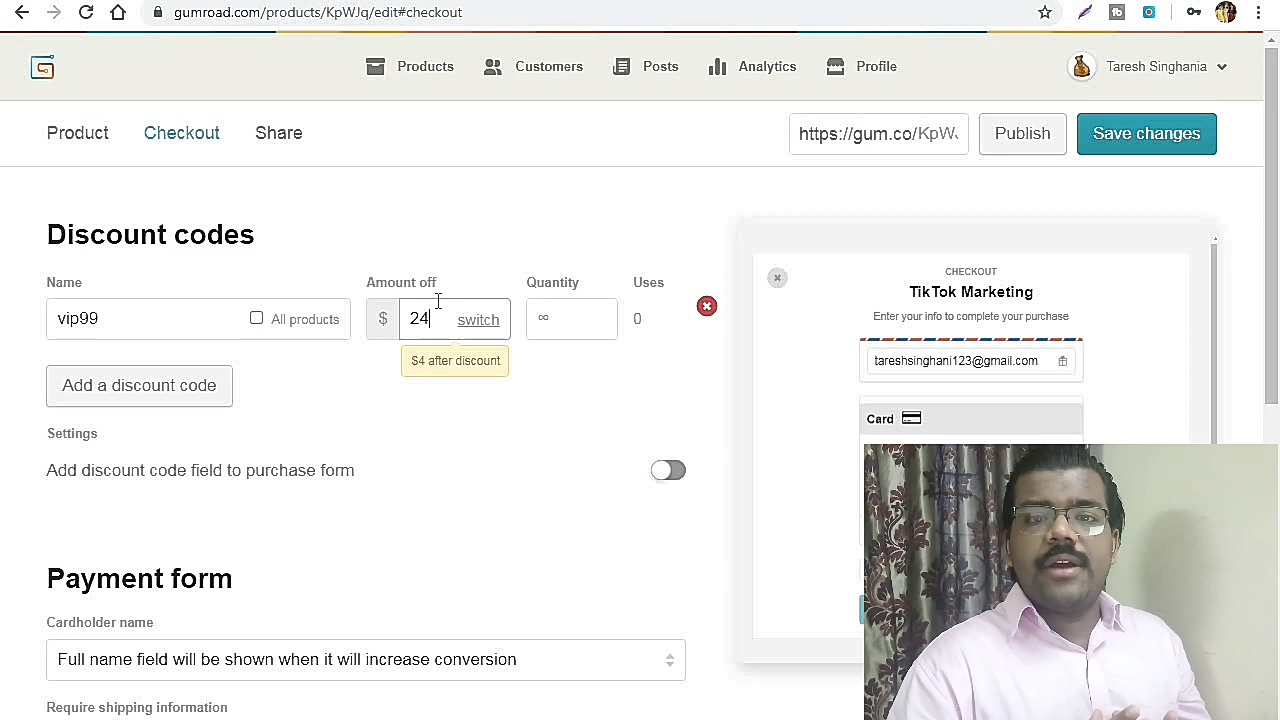 gumroad.com/products/KpWJq/edit#checkout
Products
Customers
Posts
Analytics
Profile
Taresh Singhania
Product
Checkout
Share
https://gum.co/KpWJ
Publish
Save changes
Discount codes
Name
Amount off
Quantity
Uses
vip99
All products
$
24
switch
∞
0
$4 after discount
Add a discount code
Settings
Add discount code field to purchase form
Payment form
Cardholder name
Full name field will be shown when it will increase conversion
Require shipping information
CHECKOUT
TikTok Marketing
Enter your info to complete your purchase
tareshsinghani123@gmail.com
Card